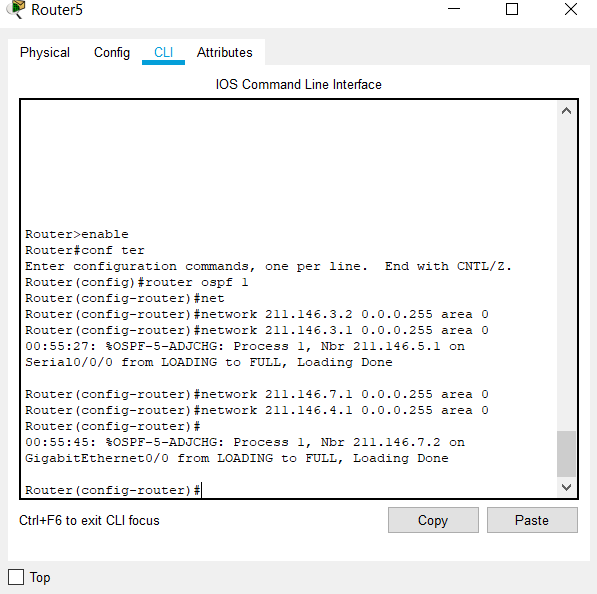 Router5
Physical Config CLI Attributes
IOS Command Line Interface
Router>enable
Router#conf ter
Enter configuration commands, one per line.  End with CNTL/Z.
Router(config)#router ospf 1
Router(config-router)#net
Router(config-router)#network 211.146.3.2 0.0.0.255 area 0
Router(config-router)#network 211.146.3.1 0.0.0.255 area 0
00:55:27: %OSPF-5-ADJCHG: Process 1, Nbr 211.146.5.1 on
Serial0/0/0 from LOADING to FULL, Loading Done
Router(config-router)#network 211.146.7.1 0.0.0.255 area 0
Router(config-router)#network 211.146.4.1 0.0.0.255 area 0
Router(config-router)#
00:55:45: %OSPF-5-ADJCHG: Process 1, Nbr 211.146.7.2 on
GigabitEthernet0/0 from LOADING to FULL, Loading Done
Router(config-router)#
Ctrl+F6 to exit CLI focus
Copy Paste
Top